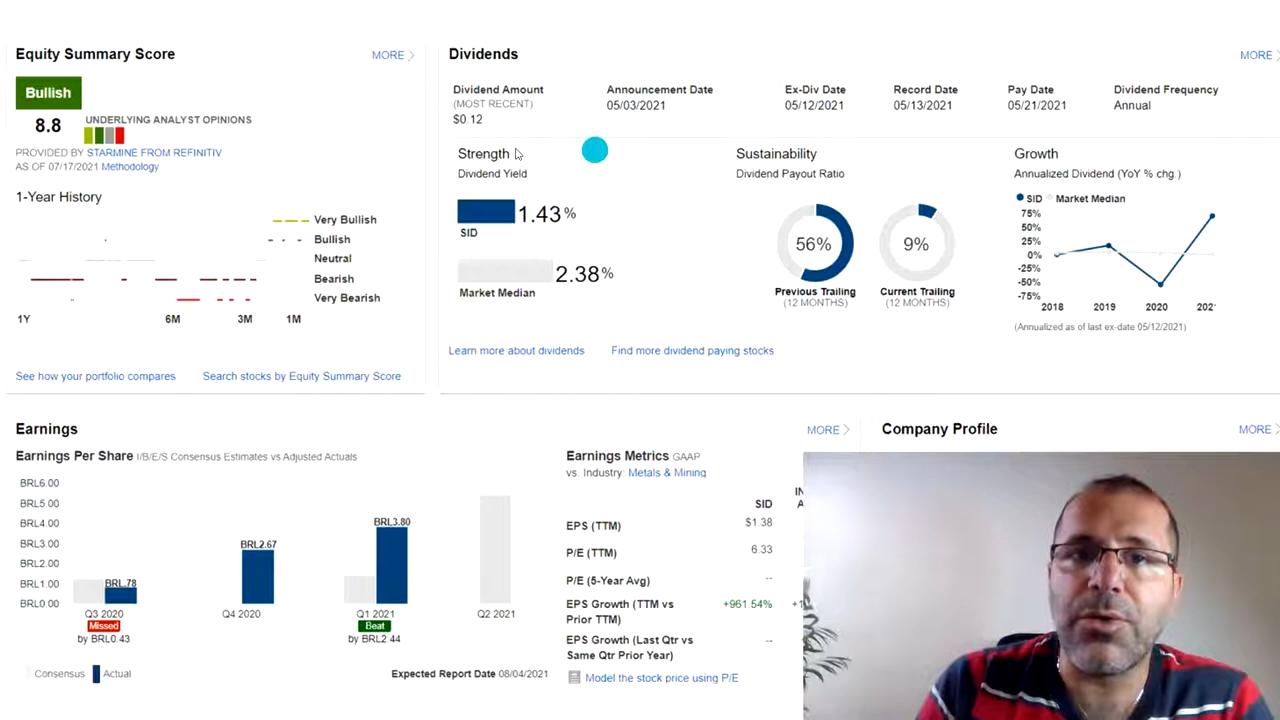 Equity Summary Score
MORE
Bullish
8.8
UNDERLYING ANALYST OPINIONS
PROVIDED BY STARMINE FROM REFINITIV
AS OF 07/17/2021 Methodology
1-Year History
Very Bullish
Bullish
Neutral
Bearish
Very Bearish
1Y 6M 3M 1M
See how your portfolio compares Search stocks by Equity Summary Score
Dividends
MORE
Dividend Amount Announcement Date Ex-Div Date Record Date Pay Date Dividend Frequency
(MOST RECENT) 05/03/2021 05/12/2021 05/13/2021 05/21/2021 Annual
$0.12
Strength
Dividend Yield
1.43%
SID
2.38%
Market Median
Sustainability
Dividend Payout Ratio
56% 9%
Previous Trailing Current Trailing
(12 MONTHS) (12 MONTHS)
Growth
Annualized Dividend (YoY % chg.)
SID Market Median
75%
50%
25%
0%
-25%
-50%
-75%
2018 2019 2020 202
(Annualized as of last ex-date 05/12/2021)
Learn more about dividends Find more dividend paying stocks
Earnings
MORE
Earnings Per Share I/B/E/S Consensus Estimates vs Adjusted Actuals
BRL6.00
BRL5.00
BRL4.00
BRL3.00
BRL2.00
BRL1.00
BRL0.00
BRL.78
BRL2.67
BRL3.80
Q3 2020 Q4 2020 Q1 2021 Q2 2021
Missed Beat
by BRL0.43 by BRL2.44
Consensus Actual
Expected Report Date 08/04/2021
Earnings Metrics GAAP
vs. Industry: Metals & Mining
SID
EPS (TTM) $1.38
P/E (TTM) 6.33
P/E (5-Year Avg) --
EPS Growth (TTM vs +961.54%
Prior TTM)
EPS Growth (Last Qtr vs --
Same Qtr Prior Year)
Model the stock price using P/E
Company Profile
MORE